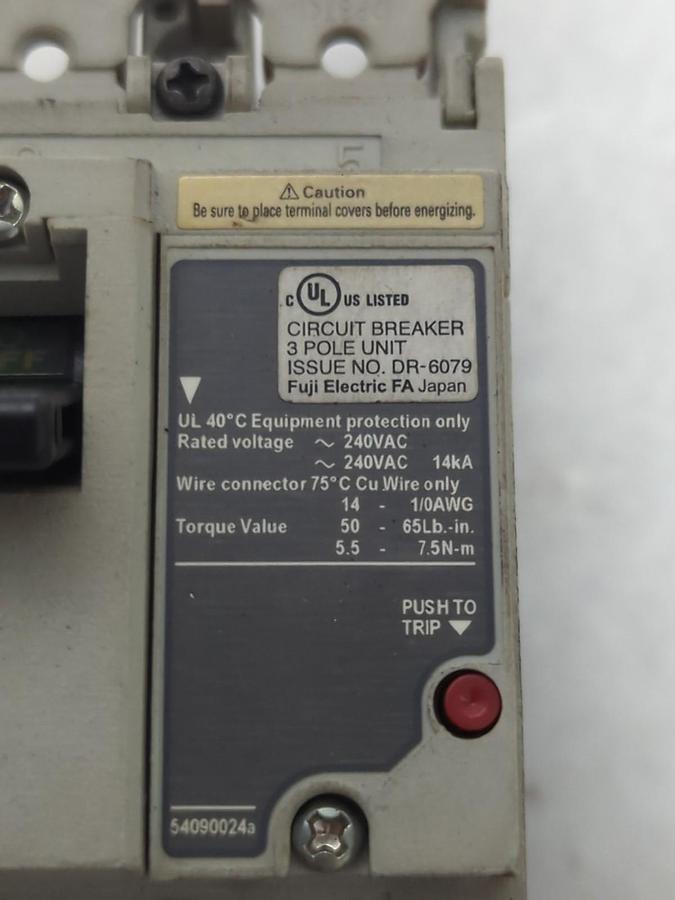 ⚠ Caution
Be sure to place terminal covers before energizing.
C UL US LISTED
CIRCUIT BREAKER
3 POLE UNIT
ISSUE NO. DR-6079
Fuji Electric FA Japan
UL 40°C Equipment protection only
Rated voltage ~ 240VAC
~ 240VAC 14kA
Wire connector 75°C Cu Wire only
14 - 1/0AWG
Torque Value 50 - 65Lb.-in.
5.5 - 7.5N-m
PUSH TO
TRIP ▼
54090024a